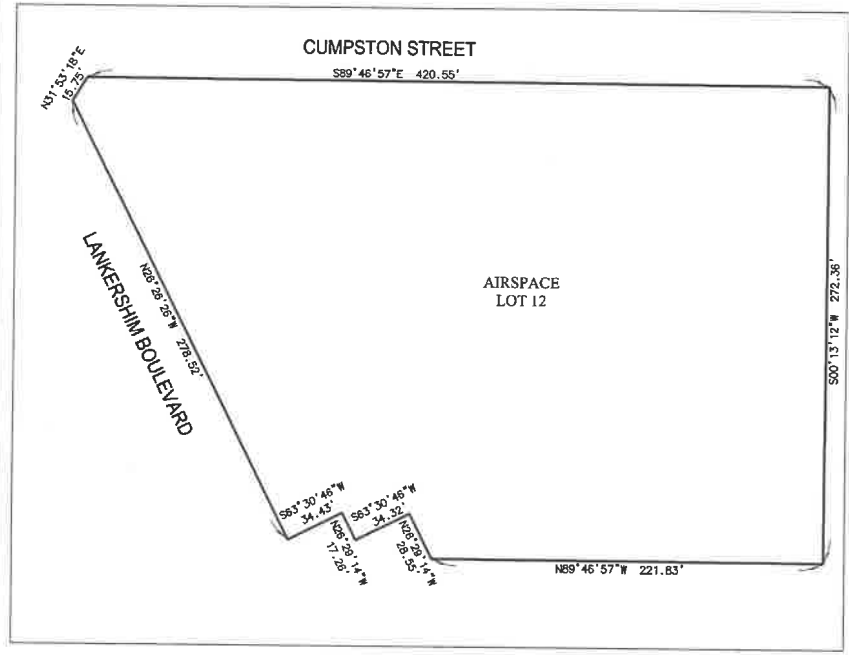 CUMPSTON STREET
S89°46'57"E 420.55'
N31°53'18"E
15.75'
LANKERSHIM BOULEVARD
N26°26'26"W 278.52'
AIRSPACE
LOT 12
S00°13'12"W 272.36'
S63°30'46"W
34.43'
N26°29'14"W
17.26'
S63°30'46"W
34.32'
N26°29'14"W
28.55'
N89°46'57"W 221.83'